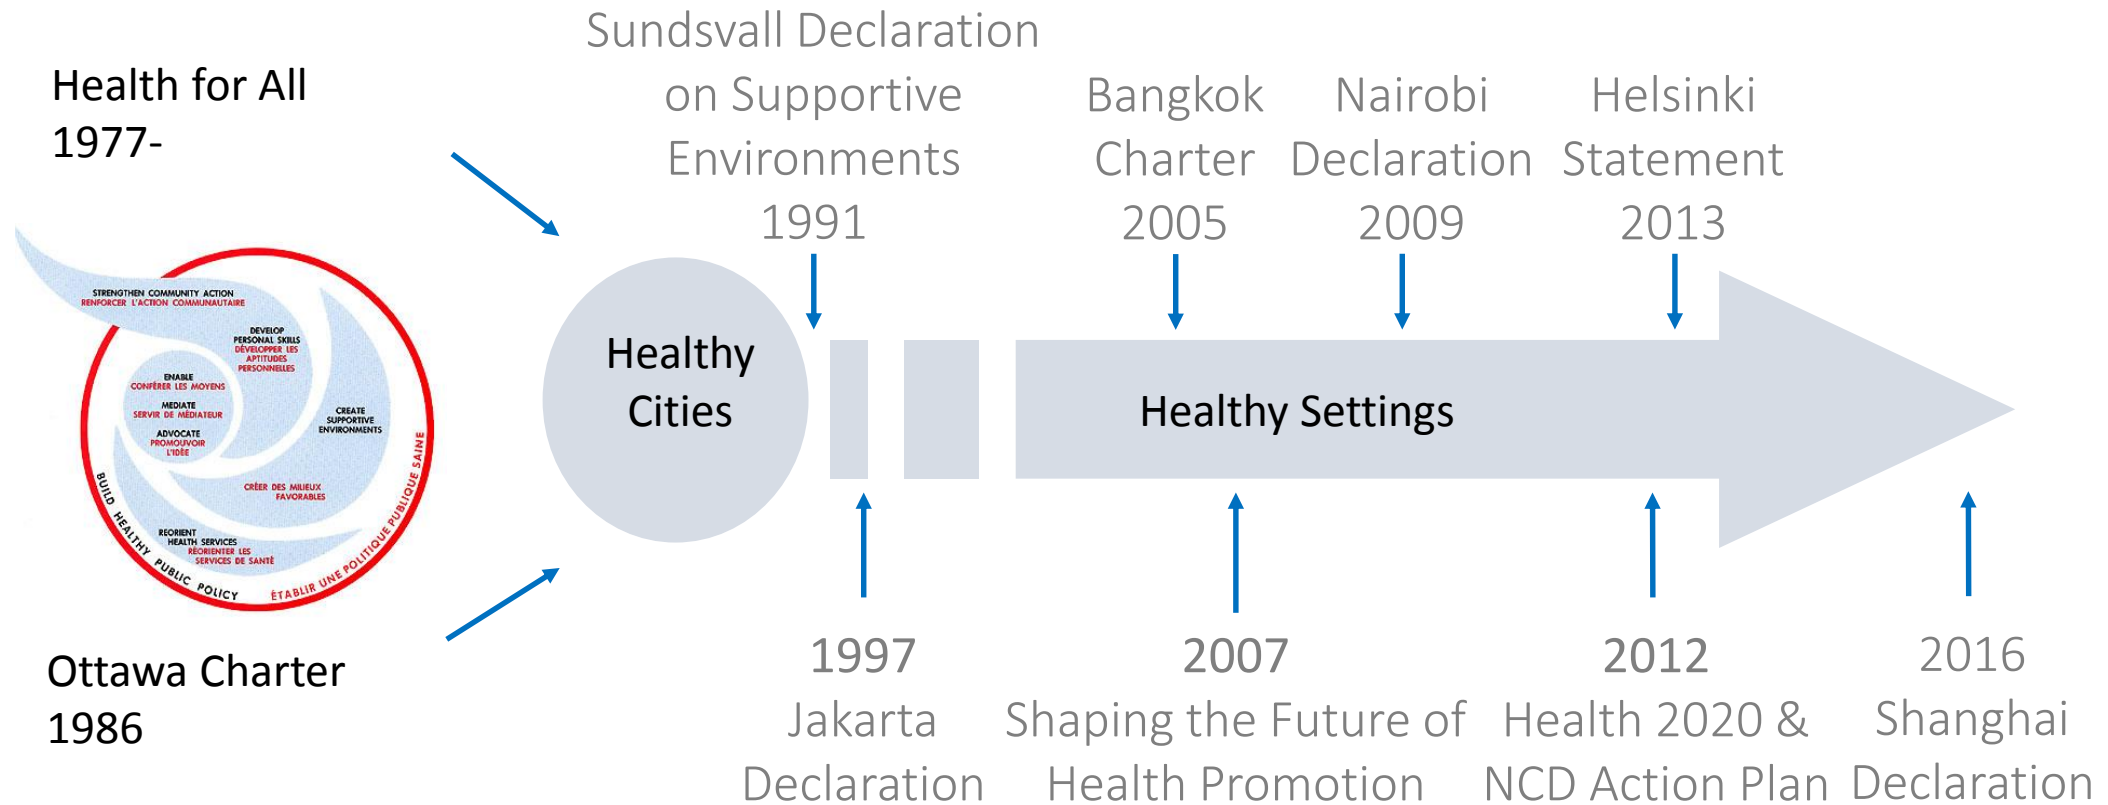 Health for All
1977-
STRENGTHEN COMMUNITY ACTION
RENFORCER L'ACTION COMMUNAUTAIRE
DEVELOP
PERSONAL SKILLS
DÉVELOPPER LES
APTITUDES
PERSONNELLES
ENABLE
CONFÉRER LES MOYENS
MEDIATE
SERVIR DE MÉDIATEUR
ADVOCATE
PROMOUVOIR
L'IDÉE
CREATE
SUPPORTIVE
ENVIRONMENTS
CRÉER DES MILIEUX
FAVORABLES
REORIENT
HEALTH SERVICES
RÉORIENTER LES
SERVICES DE SANTÉ
BUILD HEALTHY PUBLIC POLICY
ÉTABLIR UNE POLITIQUE PUBLIQUE SAINE
Ottawa Charter
1986
Healthy
Cities
Sundsvall Declaration
on Supportive
Environments
1991
Bangkok
Charter
2005
Nairobi
Declaration
2009
Helsinki
Statement
2013
Healthy Settings
1997
Jakarta
Declaration
2007
Shaping the Future of
Health Promotion
2012
Health 2020 &
NCD Action Plan
2016
Shanghai
Declaration